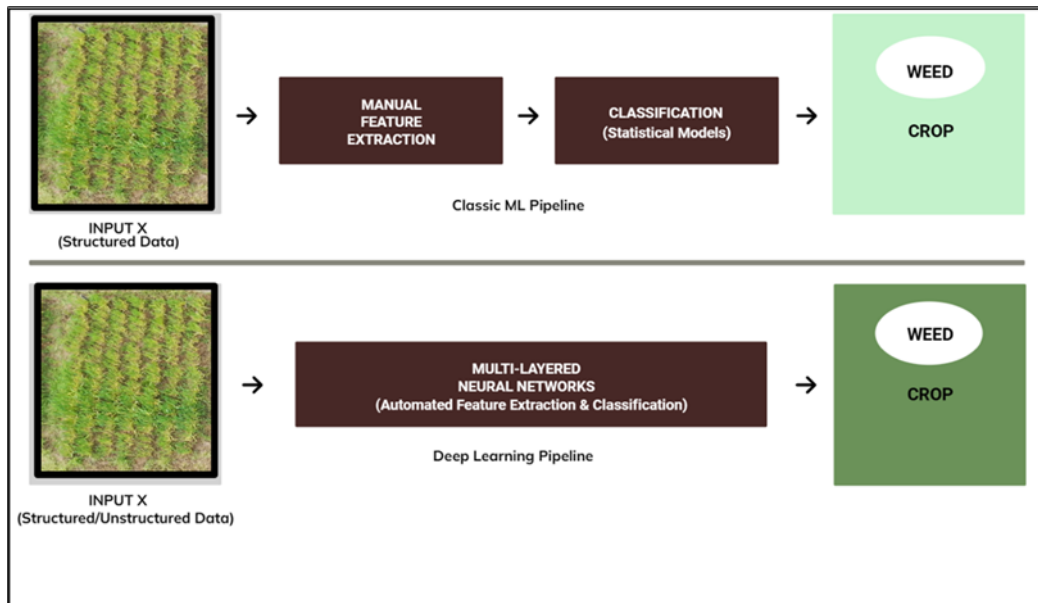 MANUAL
FEATURE
EXTRACTION
CLASSIFICATION
(Statistical Models)
WEED
CROP
Classic ML Pipeline
INPUT X
(Structured Data)
MULTI-LAYERED
NEURAL NETWORKS
(Automated Feature Extraction & Classification)
WEED
CROP
Deep Learning Pipeline
INPUT X
(Structured/Unstructured Data)